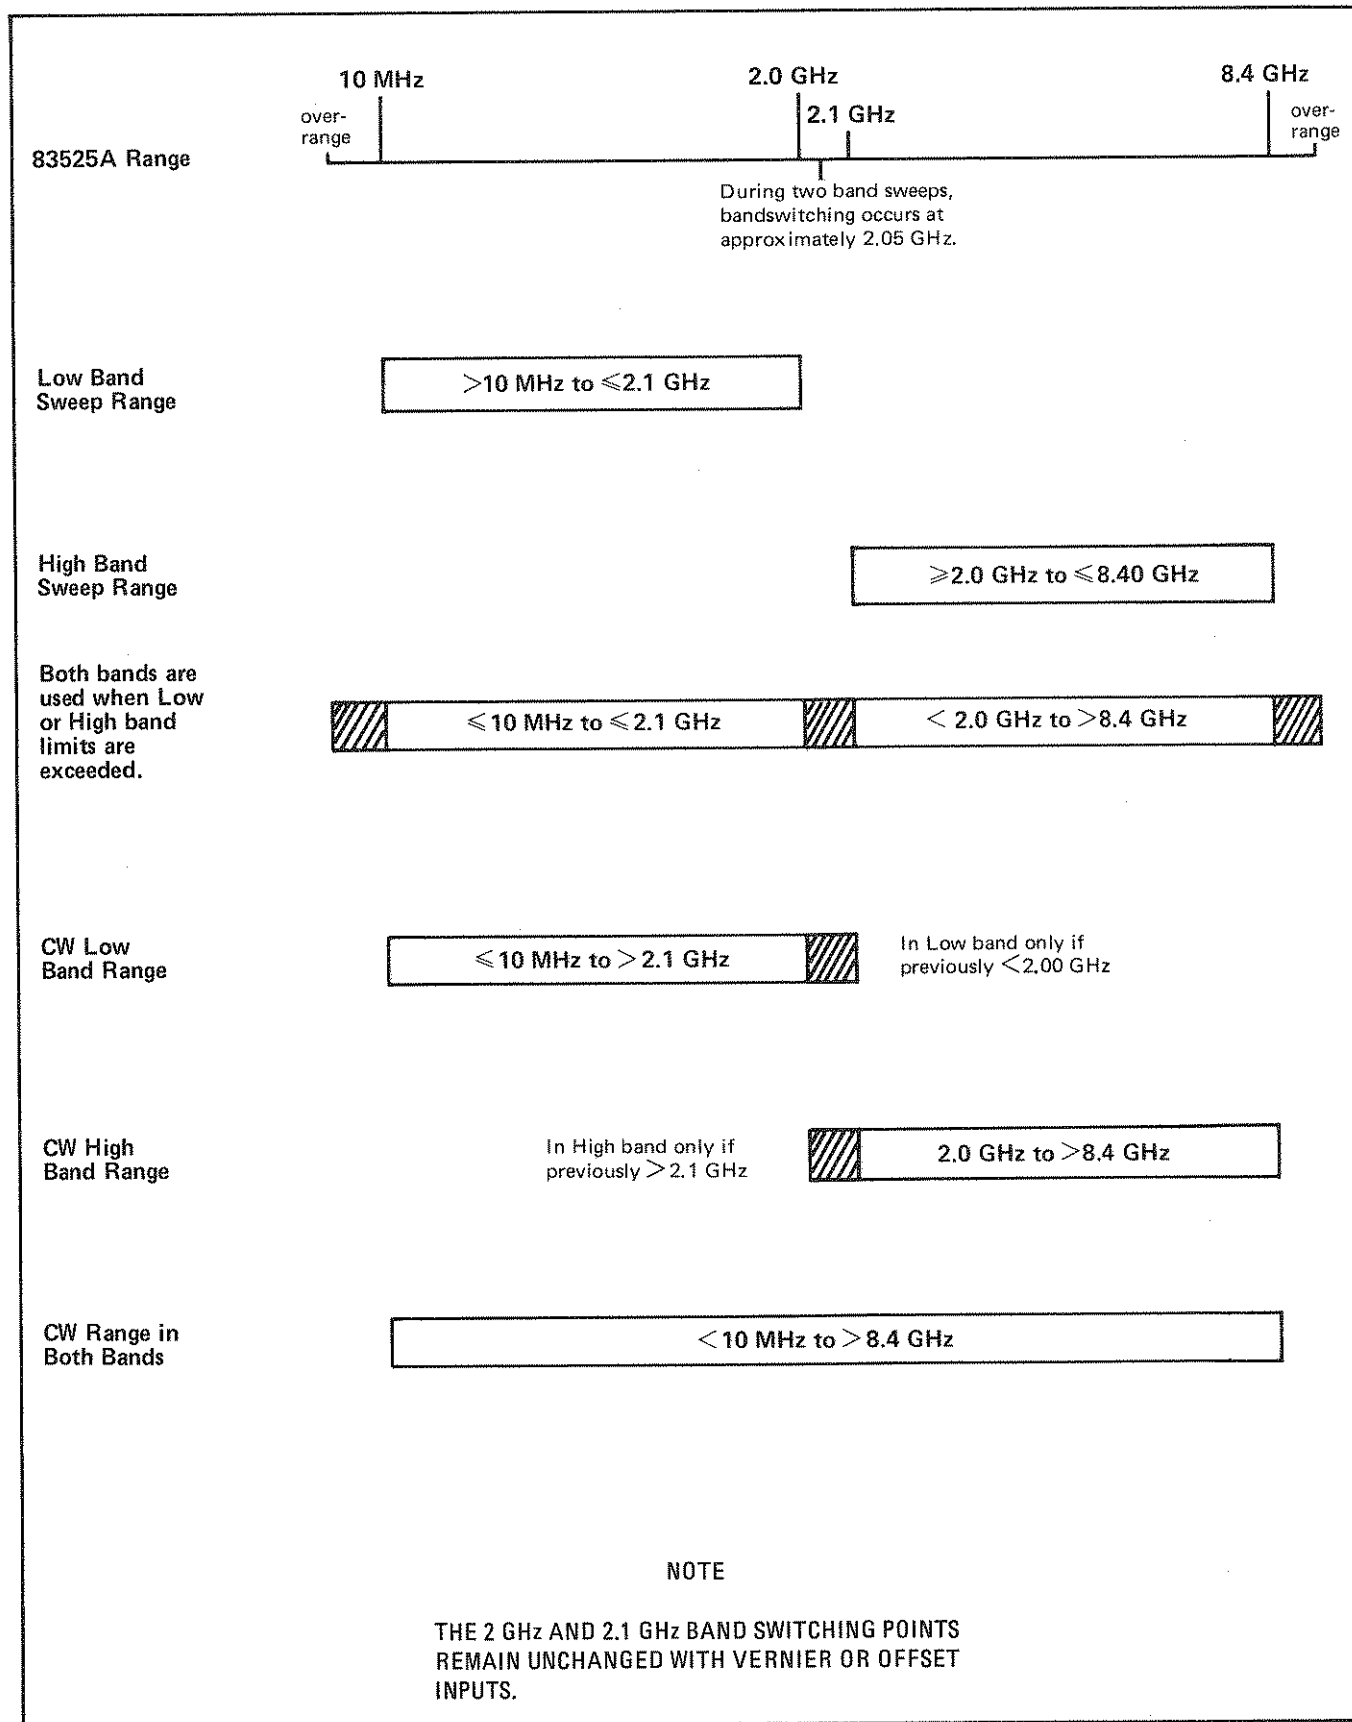 10 MHz
2.0 GHz
8.4 GHz
2.1 GHz
over-
range
over-
range
83525A Range
During two band sweeps,
bandswitching occurs at
approximately 2.05 GHz.
Low Band
Sweep Range
>10 MHz to ⩽2.1 GHz
High Band
Sweep Range
⩾2.0 GHz to ⩽8.40 GHz
Both bands are
used when Low
or High band
limits are
exceeded.
⩽10 MHz to ⩽2.1 GHz
< 2.0 GHz to >8.4 GHz
CW Low
Band Range
⩽10 MHz to >2.1 GHz
In Low band only if
previously <2.00 GHz
CW High
Band Range
In High band only if
previously >2.1 GHz
2.0 GHz to >8.4 GHz
CW Range in
Both Bands
<10 MHz to >8.4 GHz
NOTE
THE 2 GHz AND 2.1 GHz BAND SWITCHING POINTS
REMAIN UNCHANGED WITH VERNIER OR OFFSET
INPUTS.